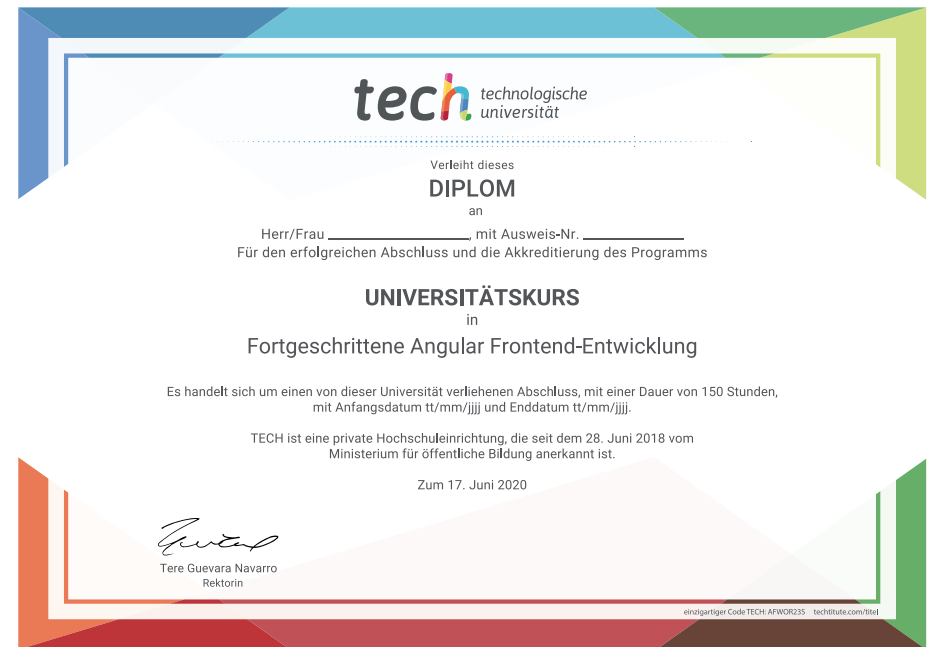 tech technologische
universität
Verleiht dieses
DIPLOM
an
Herr/Frau ________________, mit Ausweis-Nr. ____________
Für den erfolgreichen Abschluss und die Akkreditierung des Programms
UNIVERSITÄTSKURS
in
Fortgeschrittene Angular Frontend-Entwicklung
Es handelt sich um einen von dieser Universität verliehenen Abschluss, mit einer Dauer von 150 Stunden,
mit Anfangsdatum tt/mm/jjjj und Enddatum tt/mm/jjjj.
TECH ist eine private Hochschuleinrichtung, die seit dem 28. Juni 2018 vom
Ministerium für öffentliche Bildung anerkannt ist.
Zum 17. Juni 2020
Tere Guevara Navarro
Rektorin
einzigartiger Code TECH: AFWOR235 techtitute.com/titel